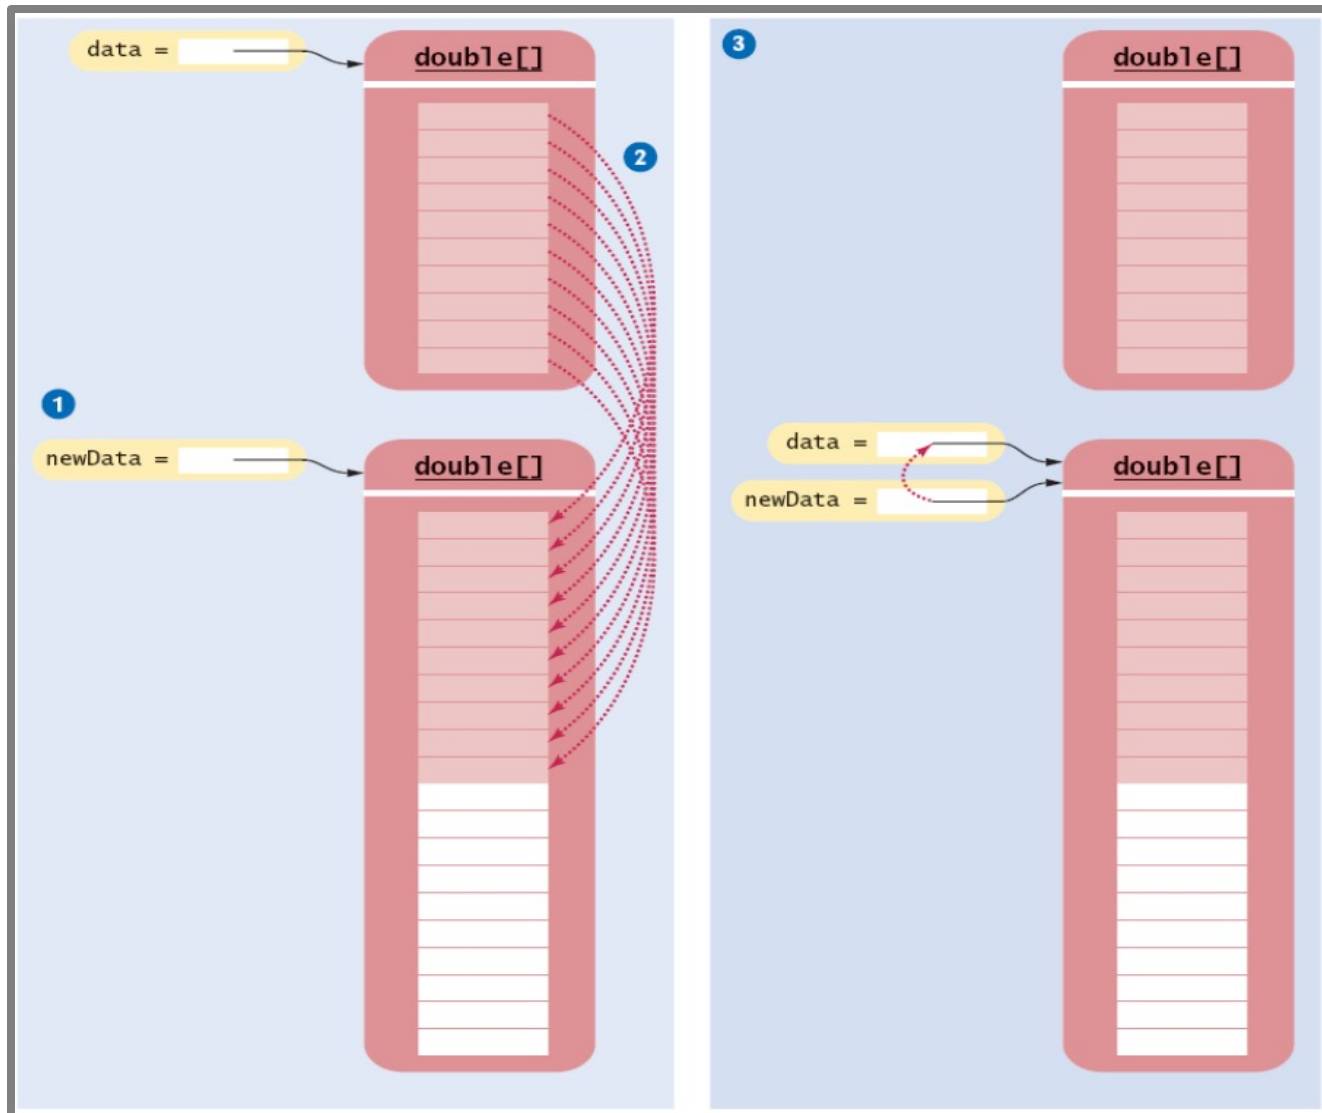 data =
double[]
2
1
newData =
double[]
3
double[]
data =
newData =
double[]